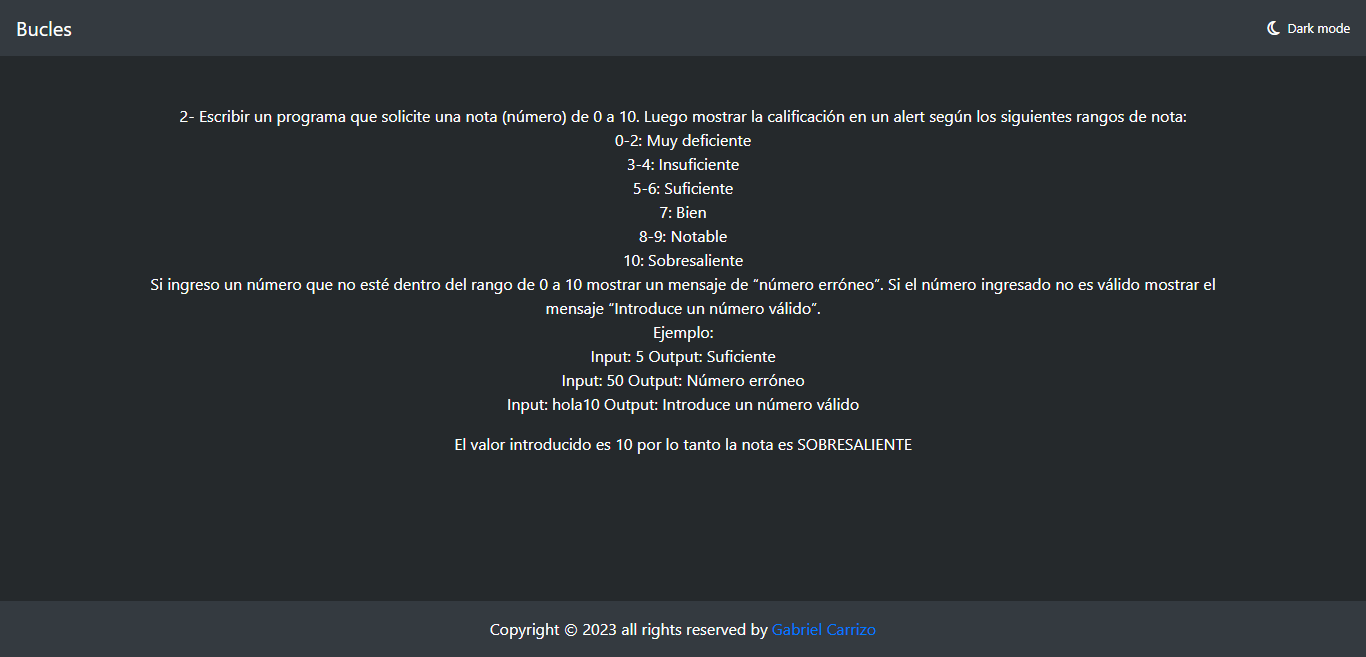 Bucles
Dark mode
2- Escribir un programa que solicite una nota (número) de 0 a 10. Luego mostrar la calificación en un alert según los siguientes rangos de nota:
0-2: Muy deficiente
3-4: Insuficiente
5-6: Suficiente
7: Bien
8-9: Notable
10: Sobresaliente
Si ingreso un número que no esté dentro del rango de 0 a 10 mostrar un mensaje de “número erróneo”. Si el número ingresado no es válido mostrar el
mensaje “Introduce un número válido”.
Ejemplo:
Input: 5 Output: Suficiente
Input: 50 Output: Número erróneo
Input: hola10 Output: Introduce un número válido
El valor introducido es 10 por lo tanto la nota es SOBRESALIENTE
Copyright © 2023 all rights reserved by Gabriel Carrizo